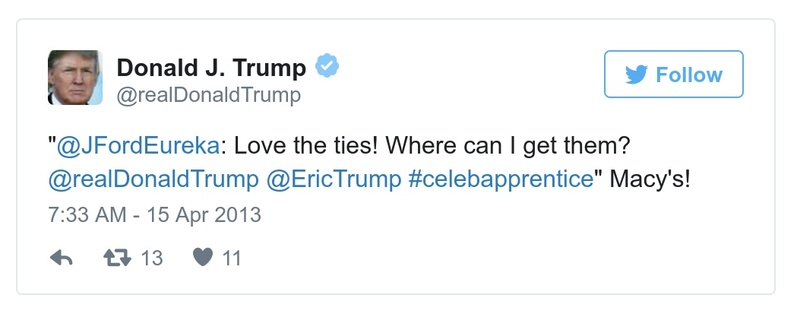 Donald J. Trump
@realDonaldTrump
Follow
"@JFordEureka: Love the ties! Where can I get them?
@realDonaldTrump @EricTrump #celebapprentice" Macy's!
7:33 AM - 15 Apr 2013
13 11